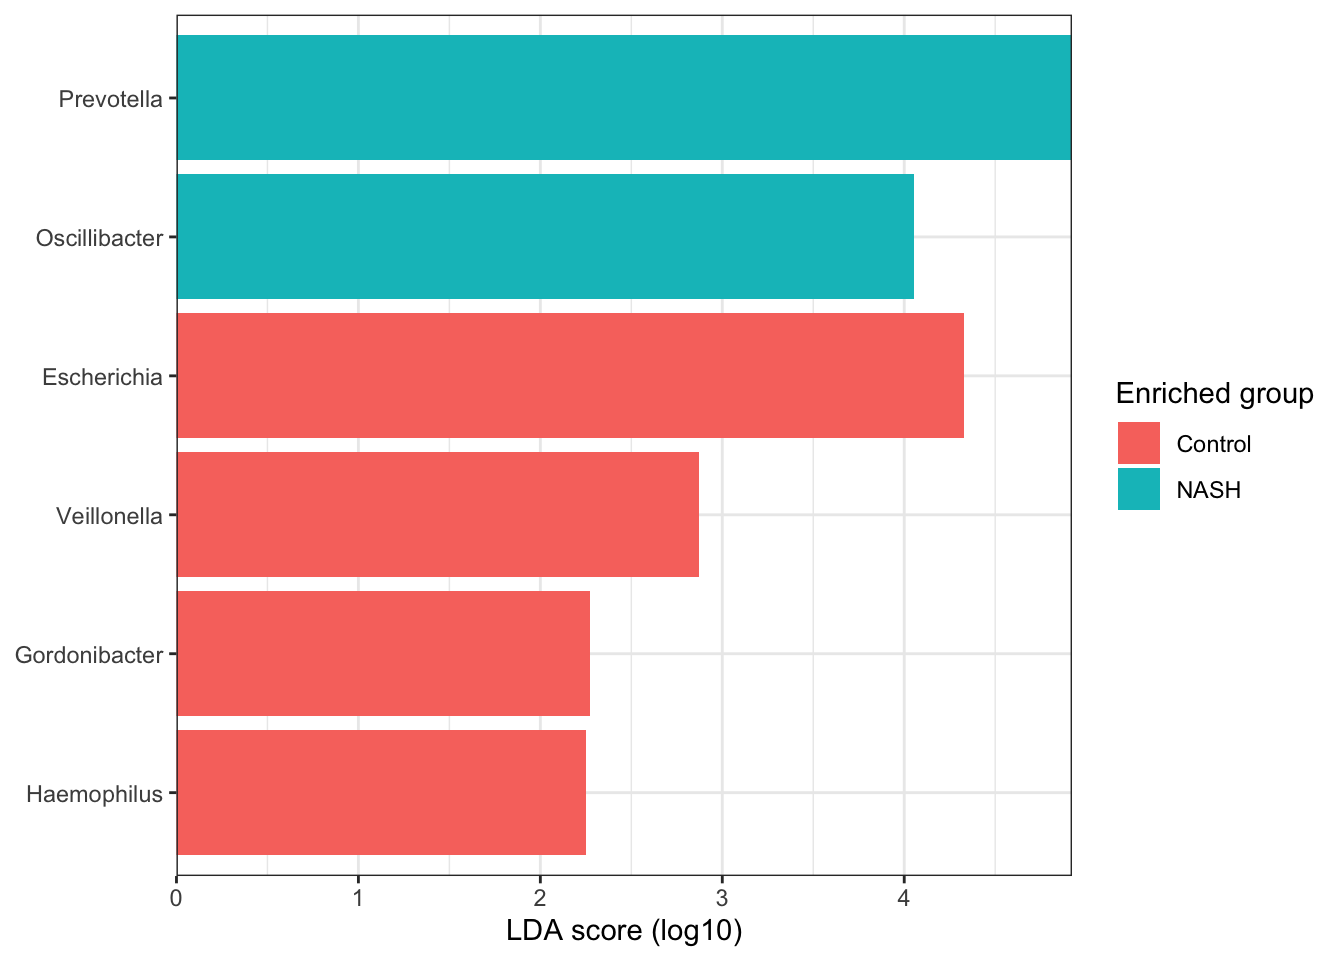 Prevotella
Oscillibacter
Escherichia
Veillonella
Gordonibacter
Haemophilus
0 1 2 3 4
LDA score (log10)
Enriched group
Control
NASH